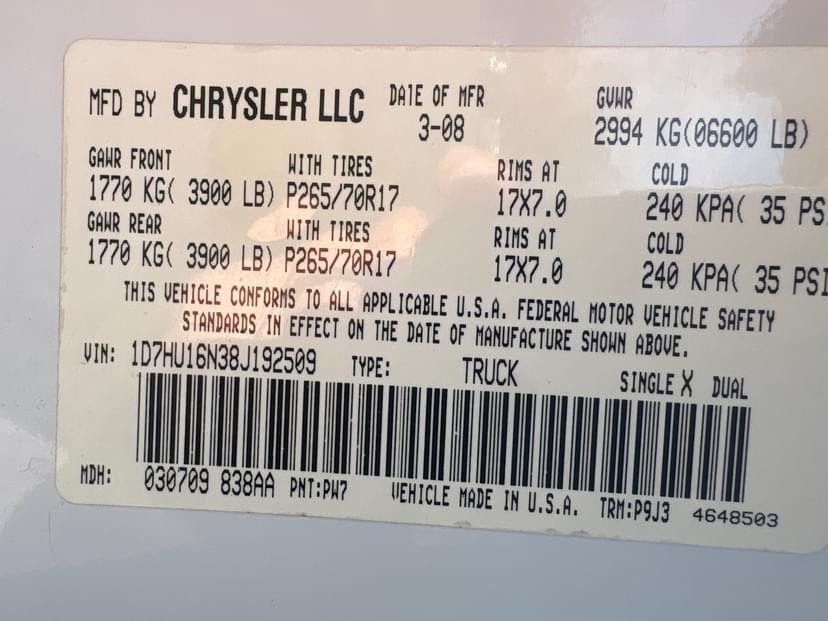 MFD BY CHRYSLER LLC DATE OF MFR GVWR
3-08 2994 KG(06600 LB)
GAWR FRONT WITH TIRES RIMS AT COLD
1770 KG( 3900 LB) P265/70R17 17X7.0 240 KPA( 35 PSI
GAWR REAR WITH TIRES RIMS AT COLD
1770 KG( 3900 LB) P265/70R17 17X7.0 240 KPA( 35 PSI
THIS VEHICLE CONFORMS TO ALL APPLICABLE U.S.A. FEDERAL MOTOR VEHICLE SAFETY
STANDARDS IN EFFECT ON THE DATE OF MANUFACTURE SHOWN ABOVE.
VIN: 1D7HU16N38J192509 TYPE: TRUCK SINGLE X DUAL
MDH: 030709 838AA PNT:PW7 VEHICLE MADE IN U.S.A. TRM:P9J3 4648503